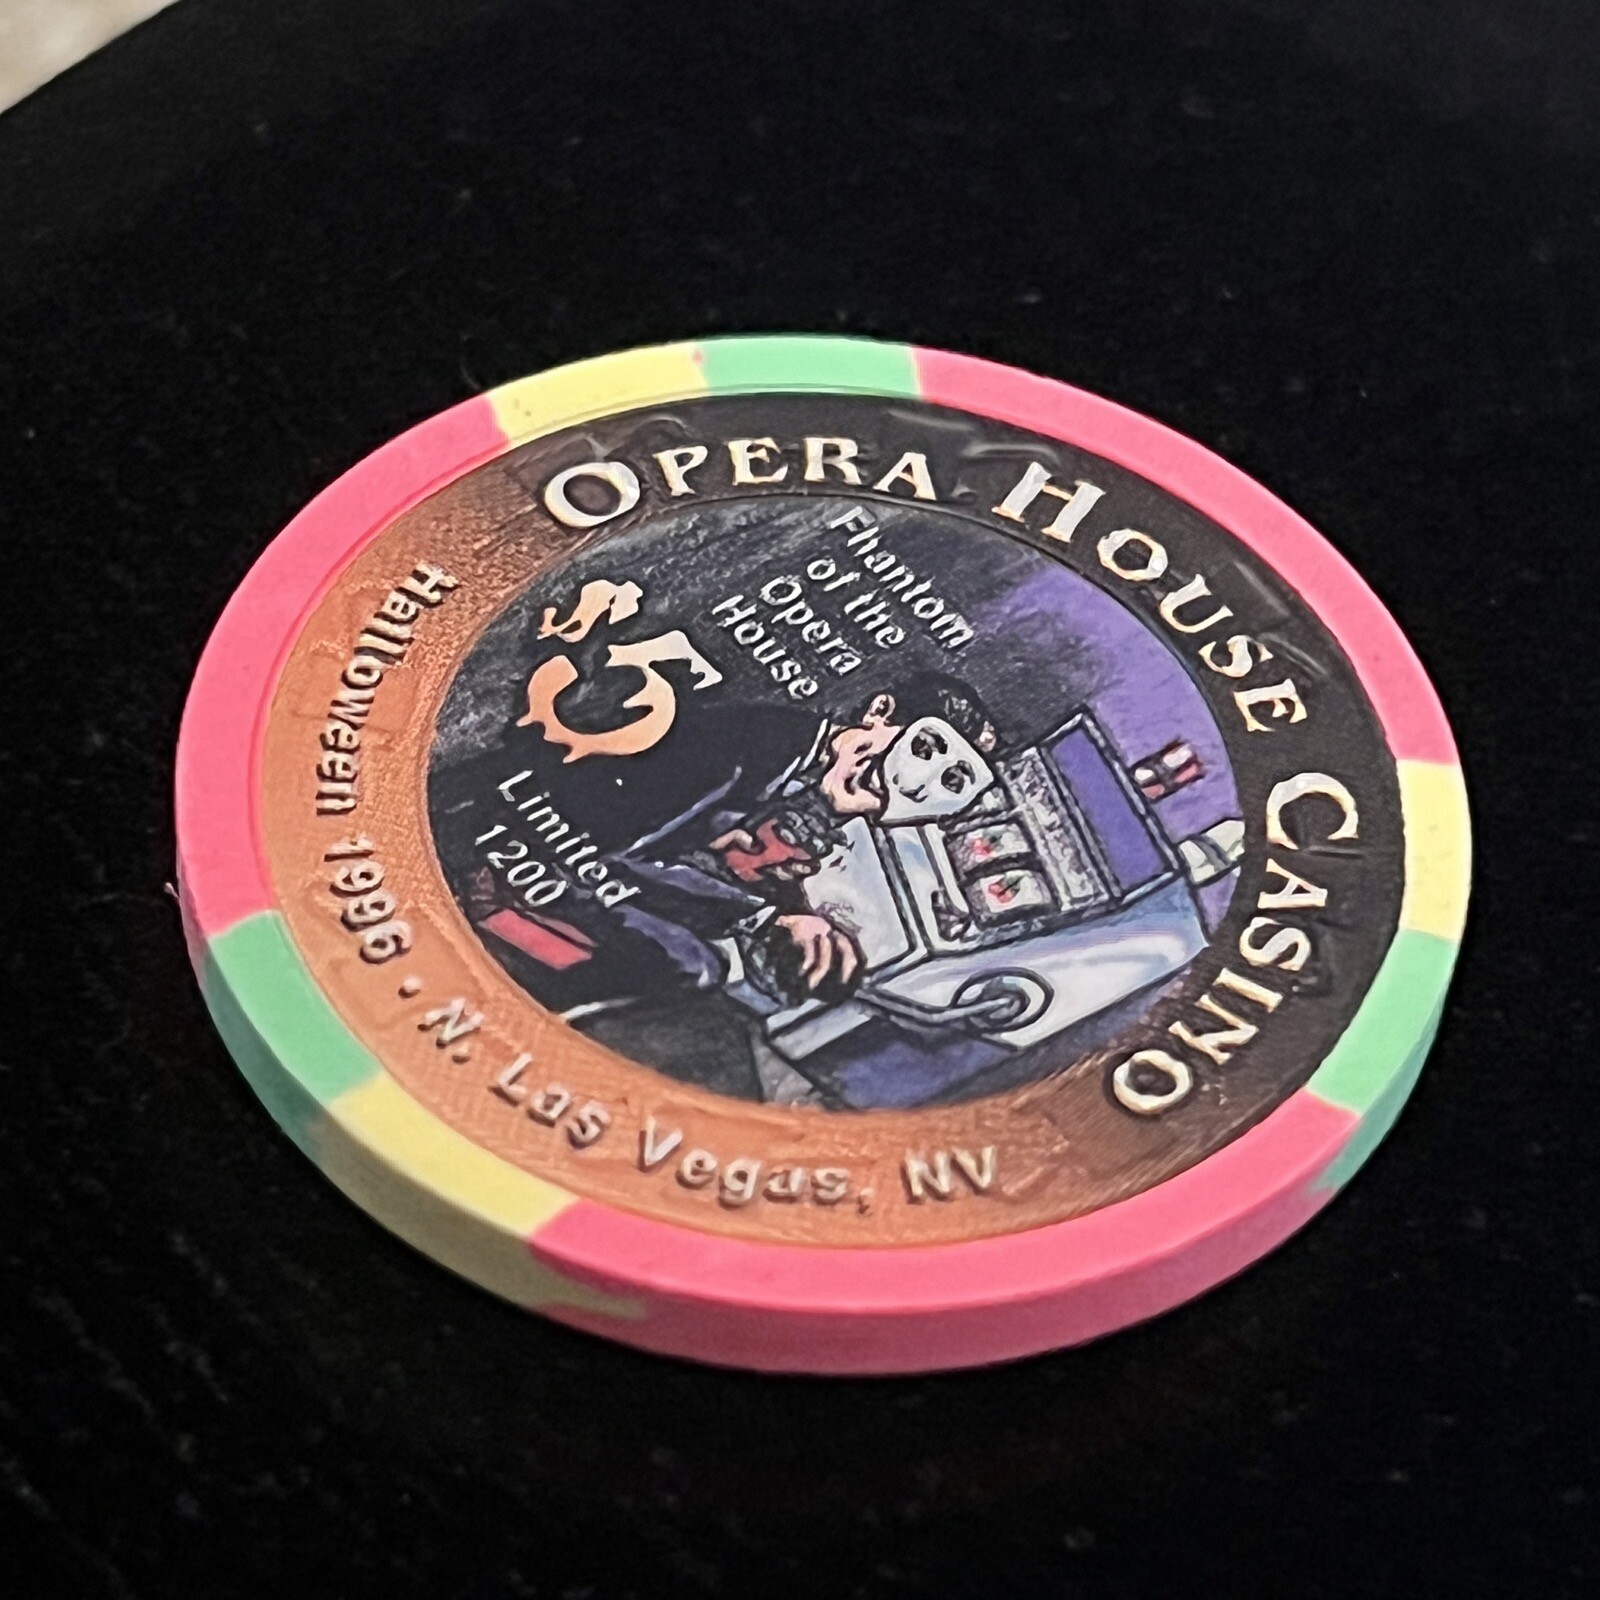 OPERA HOUSE CASINO
Phantom
of the
Opera
House
$5
Limited
1200
Halloween 1996 • N. Las Vegas, NV